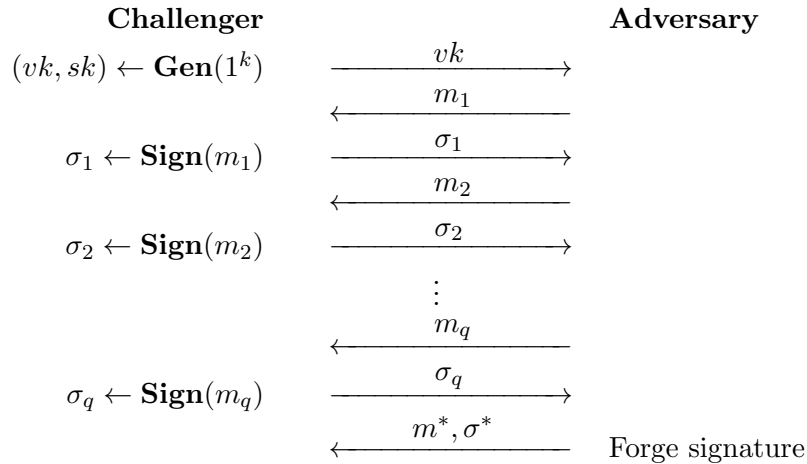 Challenger Adversary
(vk, sk) ← Gen(1^k) vk
m_1
σ_1 ← Sign(m_1) σ_1
m_2
σ_2 ← Sign(m_2) σ_2
⋮
m_q
σ_q ← Sign(m_q) σ_q
m^*, σ^* Forge signature